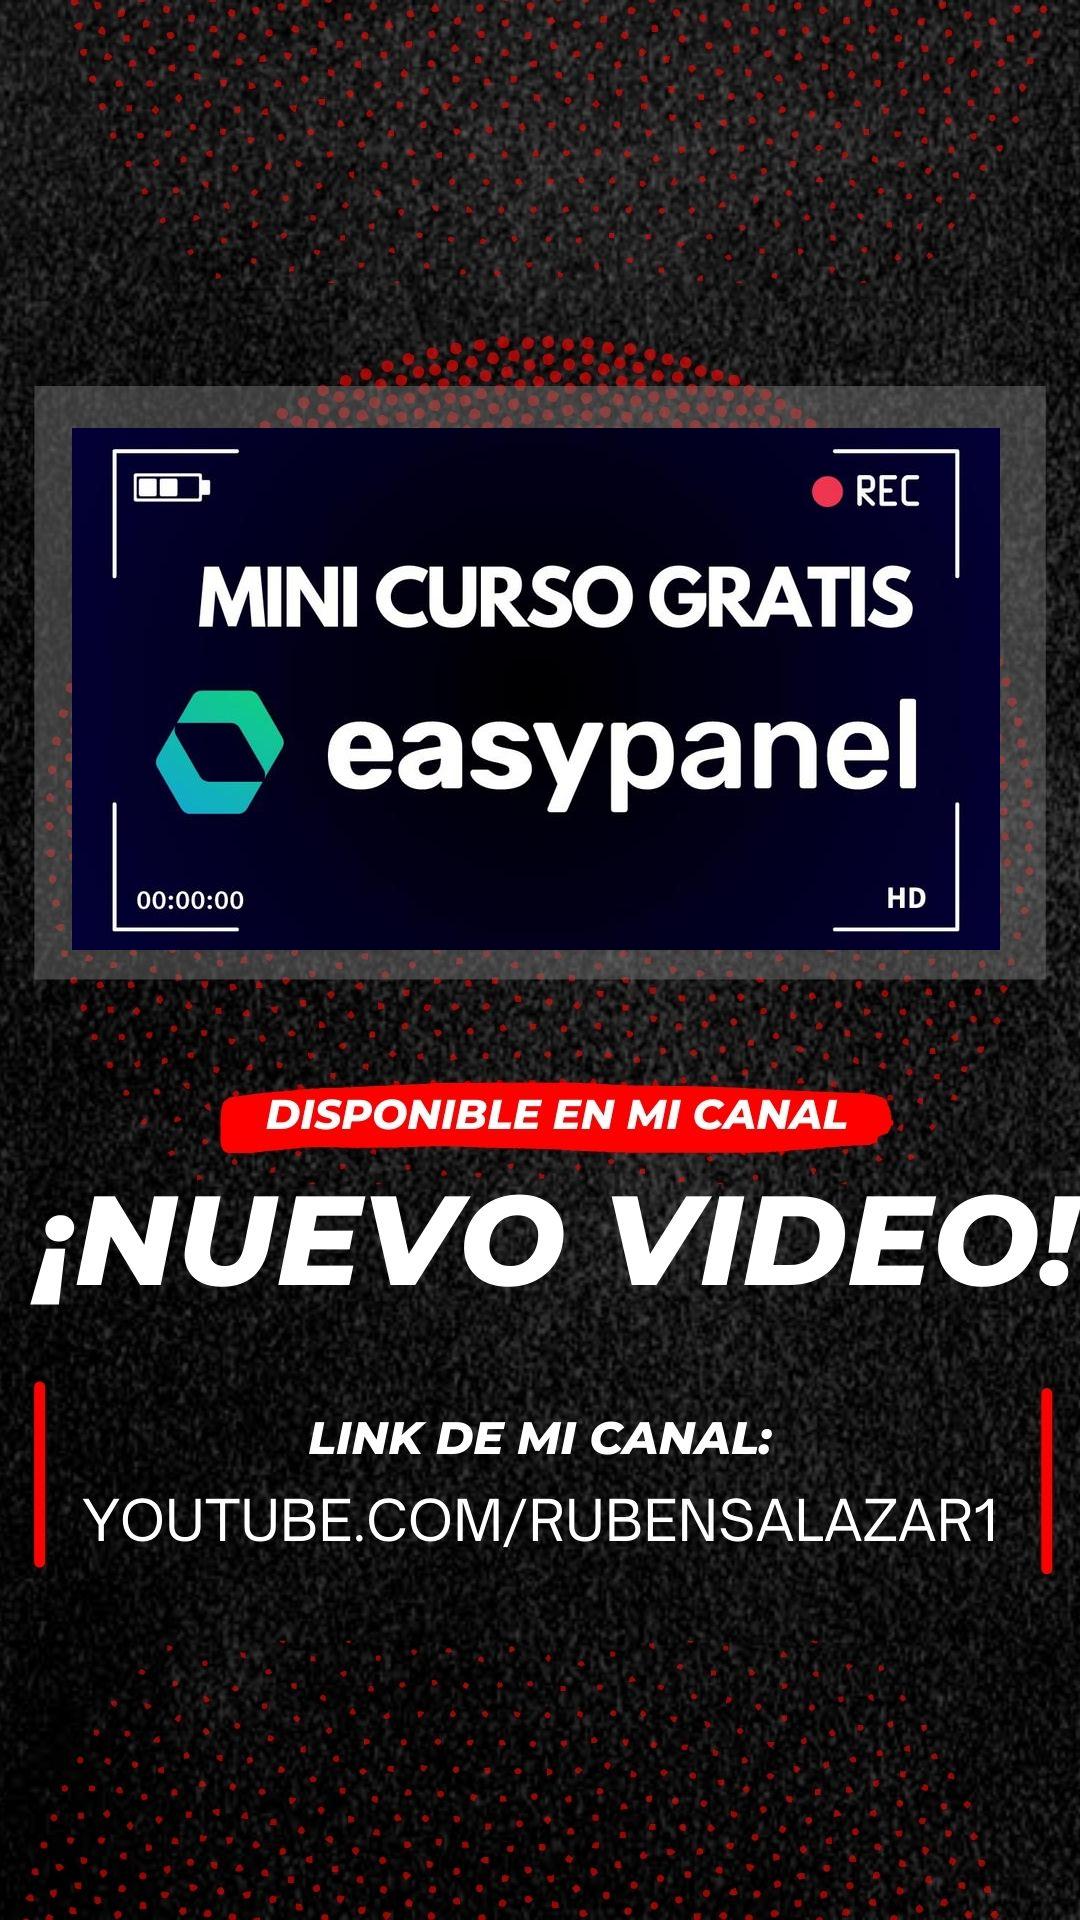 REC
MINI CURSO GRATIS
easypanel
00:00:00
HD
DISPONIBLE EN MI CANAL
¡NUEVO VIDEO!
LINK DE MI CANAL:
YOUTUBE.COM/RUBENSALAZAR1